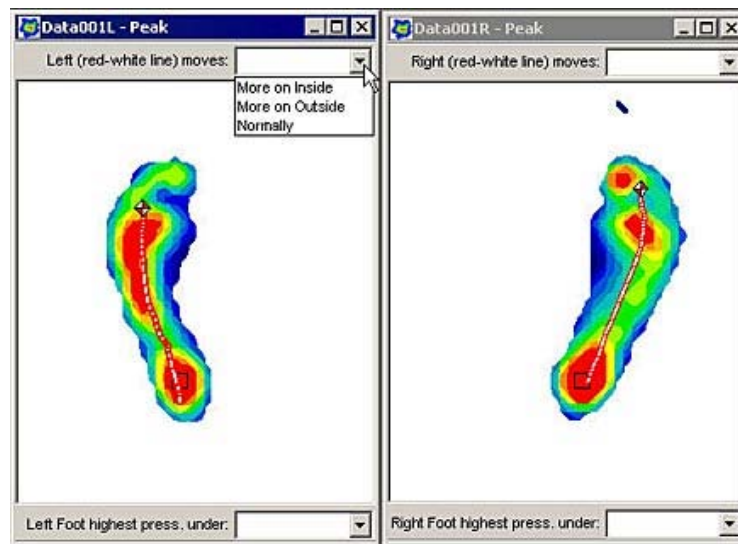 Data001L - Peak
Left (red-white line) moves:
More on Inside
More on Outside
Normally
Left Foot highest press. under:
Data001R - Peak
Right (red-white line) moves:
Right Foot highest press. under: